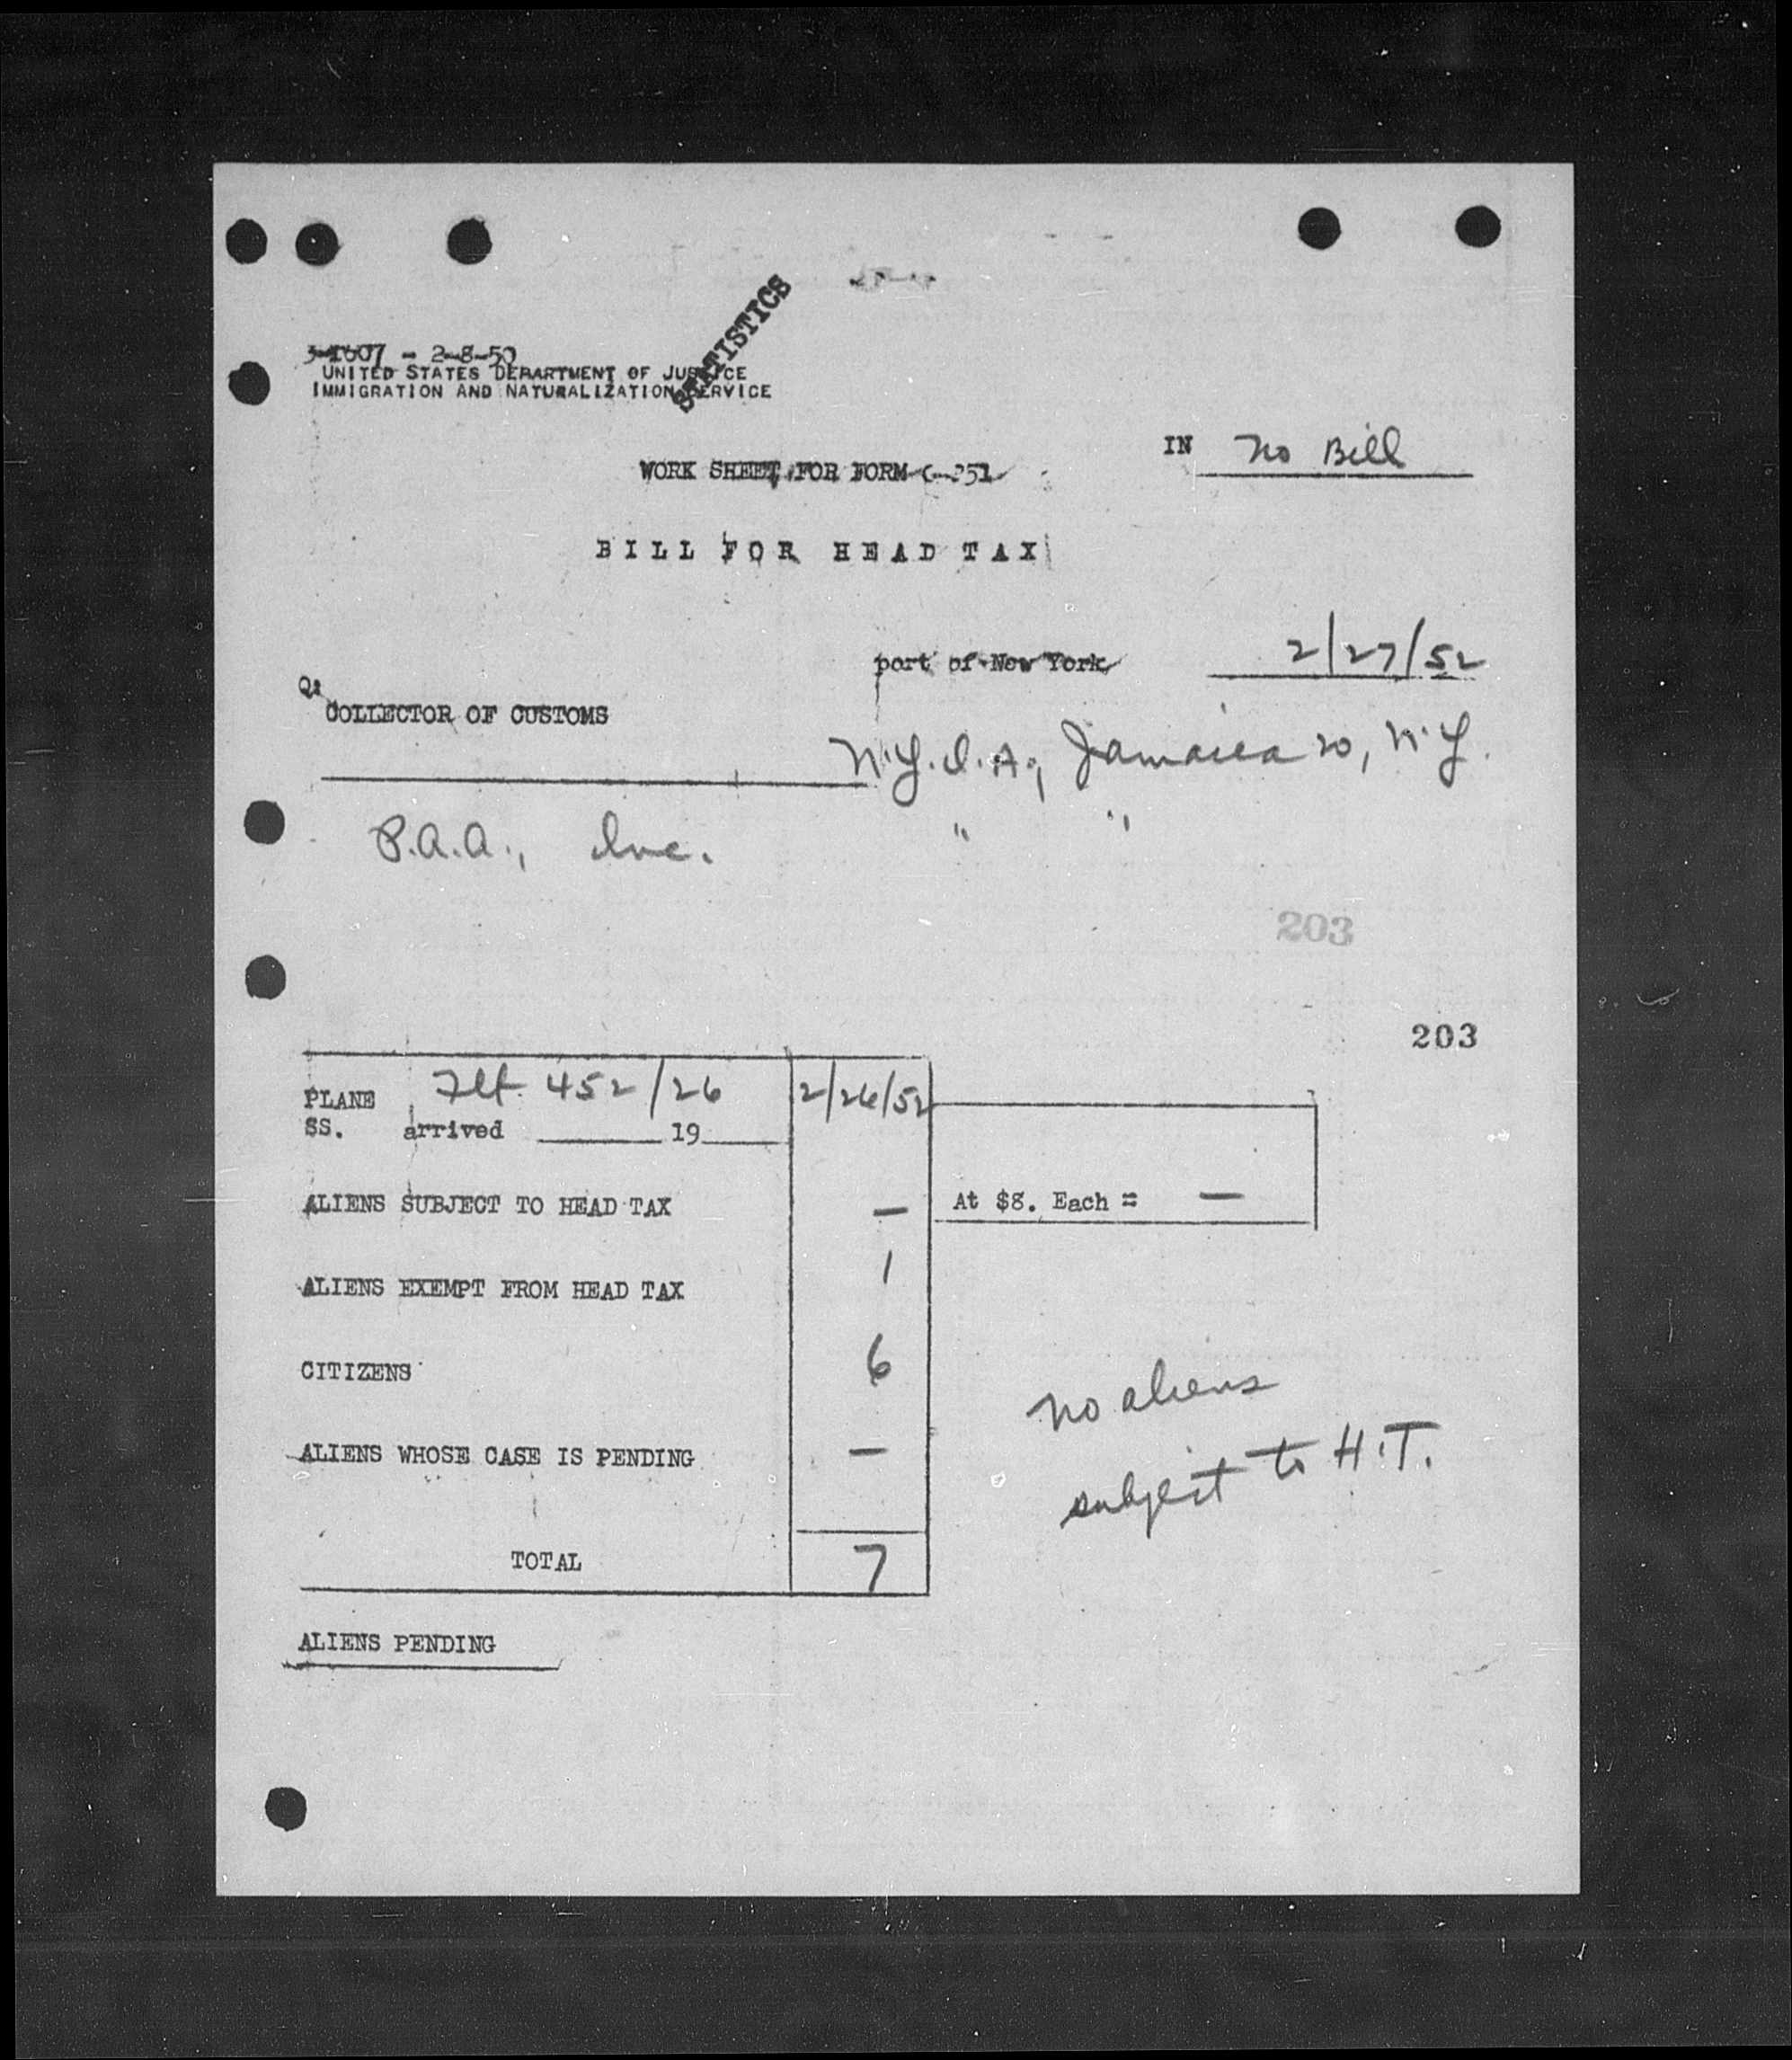 STATISTICS
3-1607 - 2-8-50
UNITED STATES DEPARTMENT OF JUSTICE
IMMIGRATION AND NATURALIZATION SERVICE
IN No Bill
WORK SHEET FOR FORM G-251
BILL FOR HEAD TAX
port of New York 2/27/52
COLLECTOR OF CUSTOMS
N.Y.I.A., Jamaica 20, N.Y.
P.A.A., Inc. " "
203
203
PLANE Flt. 452/26 2/26/52
SS. arrived ____ 19__
ALIENS SUBJECT TO HEAD TAX — At $8. Each = —
ALIENS EXEMPT FROM HEAD TAX 1
CITIZENS 6
No aliens
subject to H.T.
ALIENS WHOSE CASE IS PENDING —
TOTAL 7
ALIENS PENDING